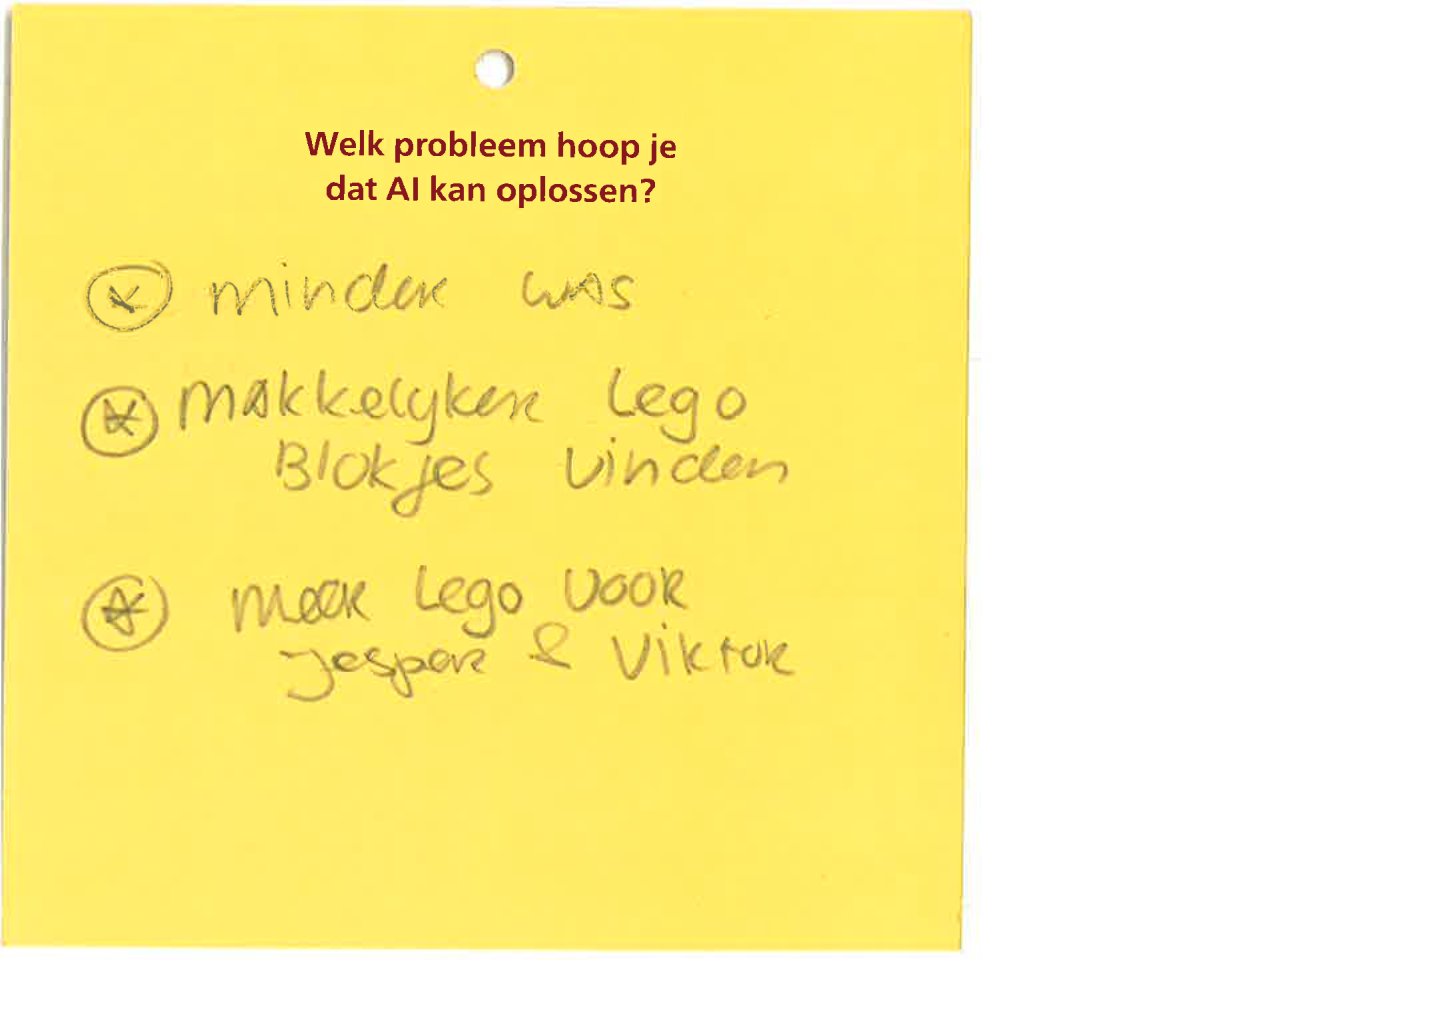 Welk probleem hoop je
dat AI kan oplossen?
minder was
makkelyker Lego
Blokjes vinden
meer Lego voor
Jesper & Viktor